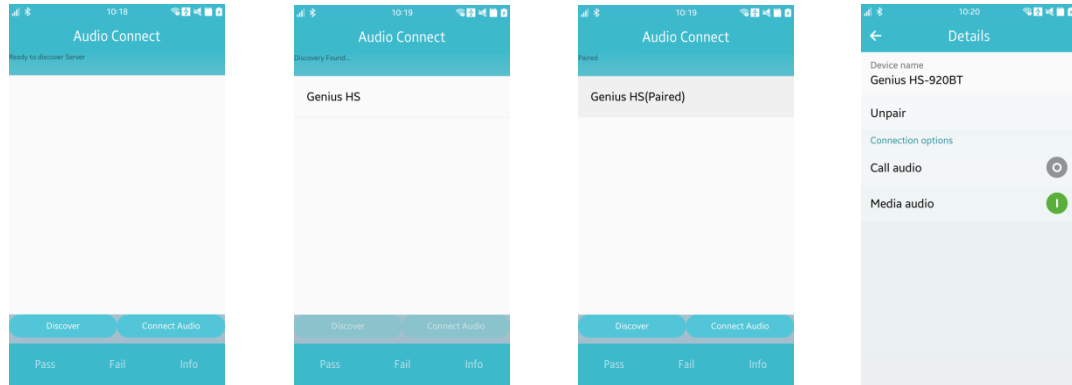 10:18
Audio Connect
Ready to discover Server
Discover
Connect Audio
Pass
Fail
Info
10:19
Audio Connect
Discovery Found...
Genius HS
Discover
Connect Audio
Pass
Fail
Info
10:19
Audio Connect
Paired
Genius HS(Paired)
Discover
Connect Audio
Pass
Fail
Info
10:20
Details
Device name
Genius HS-920BT
Unpair
Connection options
Call audio
Media audio